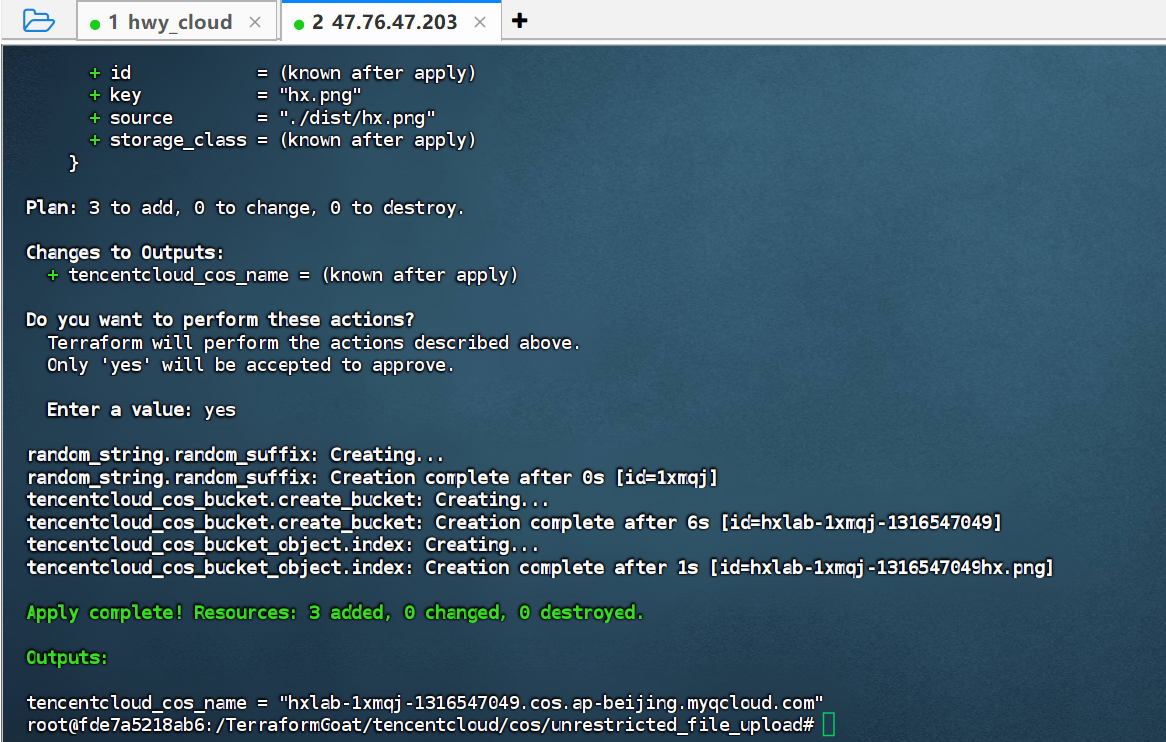 1 hwy_cloud × 2 47.76.47.203 × +
+ id = (known after apply)
+ key = "hx.png"
+ source = "./dist/hx.png"
+ storage_class = (known after apply)
}
Plan: 3 to add, 0 to change, 0 to destroy.
Changes to Outputs:
+ tencentcloud_cos_name = (known after apply)
Do you want to perform these actions?
Terraform will perform the actions described above.
Only 'yes' will be accepted to approve.
Enter a value: yes
random_string.random_suffix: Creating...
random_string.random_suffix: Creation complete after 0s [id=1xmqj]
tencentcloud_cos_bucket.create_bucket: Creating...
tencentcloud_cos_bucket.create_bucket: Creation complete after 6s [id=hxlab-1xmqj-1316547049]
tencentcloud_cos_bucket_object.index: Creating...
tencentcloud_cos_bucket_object.index: Creation complete after 1s [id=hxlab-1xmqj-1316547049hx.png]
Apply complete! Resources: 3 added, 0 changed, 0 destroyed.
Outputs:
tencentcloud_cos_name = "hxlab-1xmqj-1316547049.cos.ap-beijing.myqcloud.com"
root@fde7a5218ab6:/TerraformGoat/tencentcloud/cos/unrestricted_file_upload#